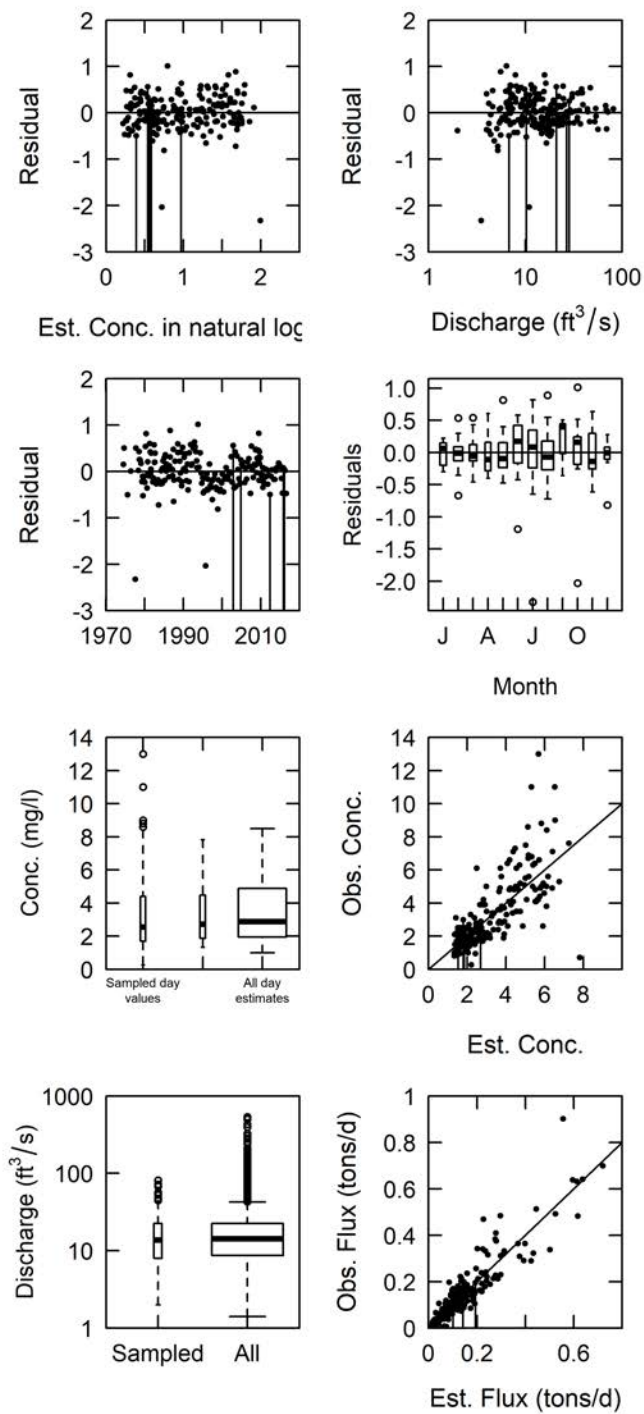 2
1
0
-1
-2
-3
Residual
0
1
2
Est. Conc. in natural log
2
1
0
-1
-2
-3
Residual
1
10
100
Discharge (ft³/s)
2
1
0
-1
-2
-3
Residual
1970
1990
2010
1.0
0.5
0.0
-0.5
-1.0
-2.0
Residuals
J
A
J
O
Month
14
12
10
8
6
4
2
0
Conc. (mg/l)
Sampled day
values
All day
estimates
14
12
10
8
6
4
2
0
Obs. Conc.
0
2
4
6
8
Est. Conc.
1000
100
10
1
Discharge (ft³/s)
Sampled
All
1
0.8
0.6
0.4
0.2
0
Obs. Flux (tons/d)
0
0.2
0.6
Est. Flux (tons/d)